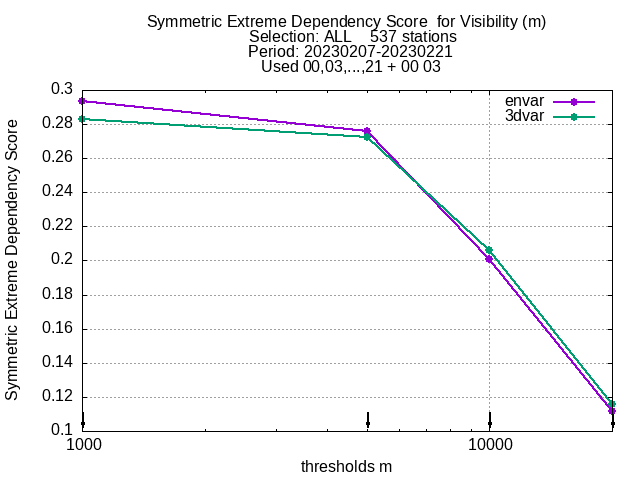 Symmetric Extreme Dependency Score  for Visibility (m)
Selection: ALL    537 stations
Period: 20230207-20230221
Used 00,03,...,21 + 00 03
envar
3dvar
Symmetric Extreme Dependency Score
0.3
0.28
0.26
0.24
0.22
0.2
0.18
0.16
0.14
0.12
0.1
1000
10000
thresholds m